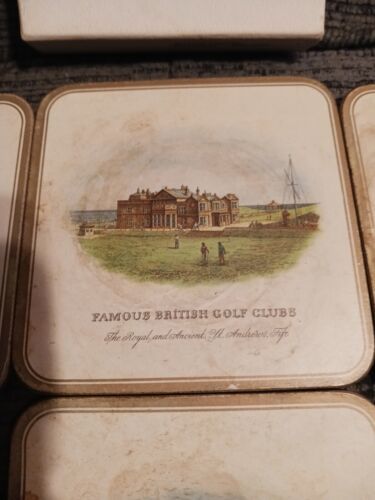 FAMOUS BRITISH GOLF CLUBS
The Royal and Ancient, St. Andrews, Fife